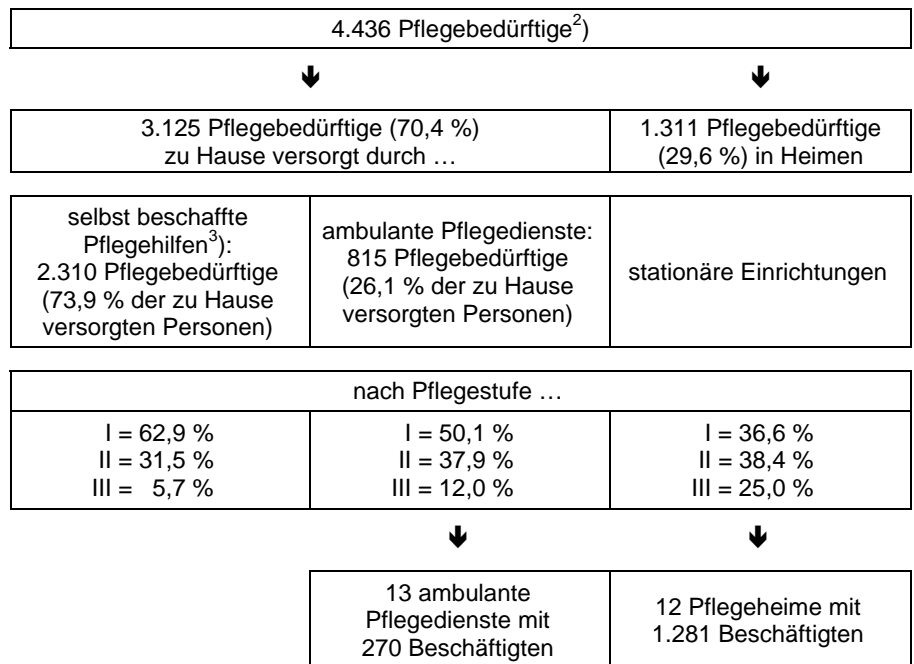 4.436 Pflegebedürftige2)
3.125 Pflegebedürftige (70,4 %)
zu Hause versorgt durch …
1.311 Pflegebedürftige
(29,6 %) in Heimen
selbst beschaffte
Pflegehilfen3):
2.310 Pflegebedürftige
(73,9 % der zu Hause
versorgten Personen)
ambulante Pflegedienste:
815 Pflegebedürftige
(26,1 % der zu Hause
versorgten Personen)
stationäre Einrichtungen
nach Pflegestufe …
I = 62,9 %
II = 31,5 %
III = 5,7 %
I = 50,1 %
II = 37,9 %
III = 12,0 %
I = 36,6 %
II = 38,4 %
III = 25,0 %
13 ambulante
Pflegedienste mit
270 Beschäftigten
12 Pflegeheime mit
1.281 Beschäftigten